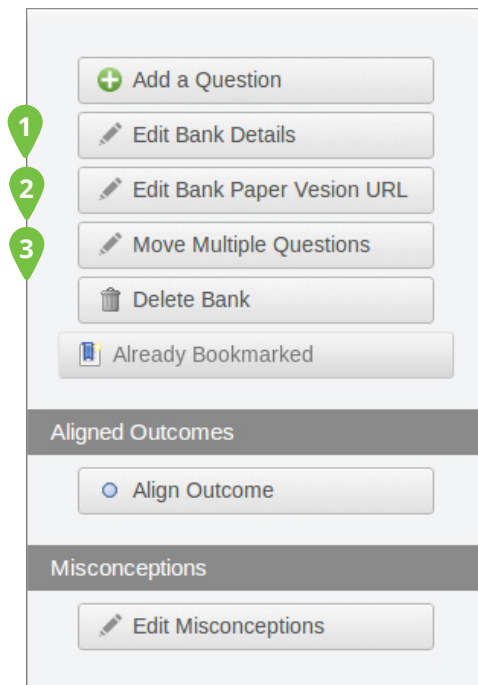 Add a Question
1 Edit Bank Details
2 Edit Bank Paper Vesion URL
3 Move Multiple Questions
Delete Bank
Already Bookmarked
Aligned Outcomes
Align Outcome
Misconceptions
Edit Misconceptions